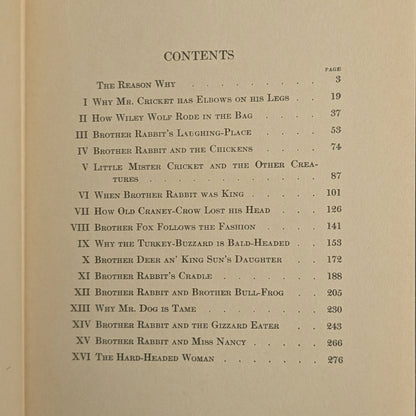 CONTENTS
PAGE
The Reason Why . . . . . . . . . 3
I Why Mr. Cricket has Elbows on his Legs . . 19
II How Wiley Wolf Rode in the Bag . . . . 37
III Brother Rabbit's Laughing-Place . . . . 53
IV Brother Rabbit and the Chickens . . . . 74
V Little Mister Cricket and the Other Crea-
tures . . . . . . . . . . . . 87
VI When Brother Rabbit was King . . . . . 101
VII How Old Craney-Crow Lost his Head . . . 126
VIII Brother Fox Follows the Fashion . . . . 141
IX Why the Turkey-Buzzard is Bald-Headed . . 153
X Brother Deer an' King Sun's Daughter . . 172
XI Brother Rabbit's Cradle . . . . . . . 188
XII Brother Rabbit and Brother Bull-Frog . . 205
XIII Why Mr. Dog is Tame . . . . . . . . 230
XIV Brother Rabbit and the Gizzard Eater . . 243
XV Brother Rabbit and Miss Nancy . . . . . 266
XVI The Hard-Headed Woman . . . . . . . 276